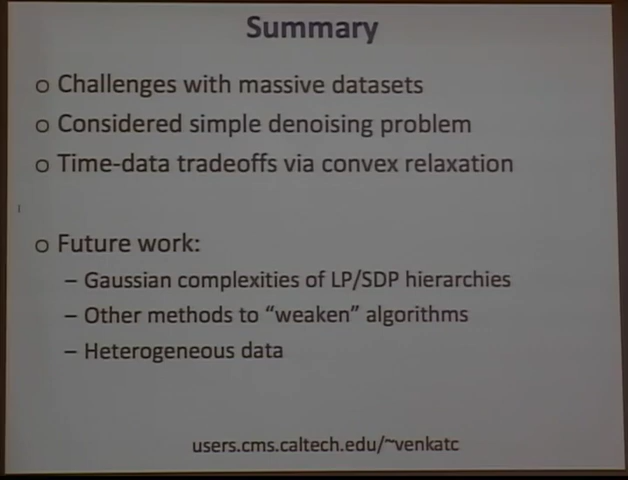 Summary
o Challenges with massive datasets
o Considered simple denoising problem
o Time-data tradeoffs via convex relaxation
o Future work:
– Gaussian complexities of LP/SDP hierarchies
– Other methods to “weaken” algorithms
– Heterogeneous data
users.cms.caltech.edu/~venkatc